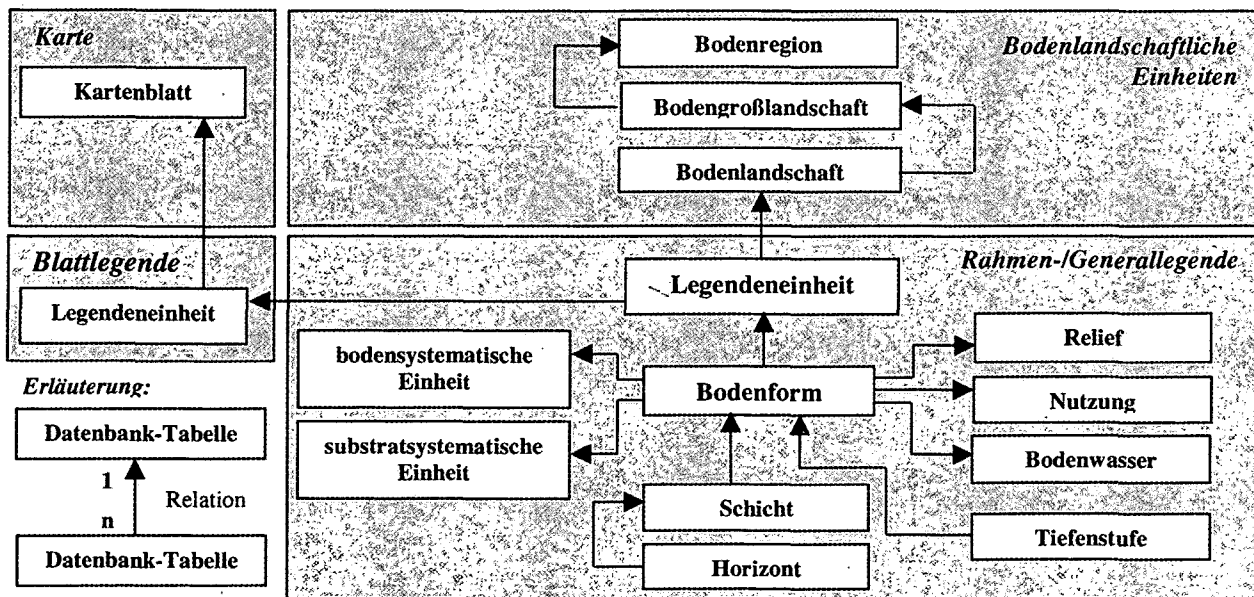 Karte
Kartenblatt
Bodenregion
Bodengroßlandschaft
Bodenlandschaft
Bodenlandschaftliche
Einheiten
Blattlegende
Legendeneinheit
Rahmen-/Generallegende
Legendeneinheit
bodensystematische
Einheit
substratsystematische
Einheit
Bodenform
Schicht
Horizont
Relief
Nutzung
Bodenwasser
Tiefenstufe
Erläuterung:
Datenbank-Tabelle
1
Relation
n
Datenbank-Tabelle